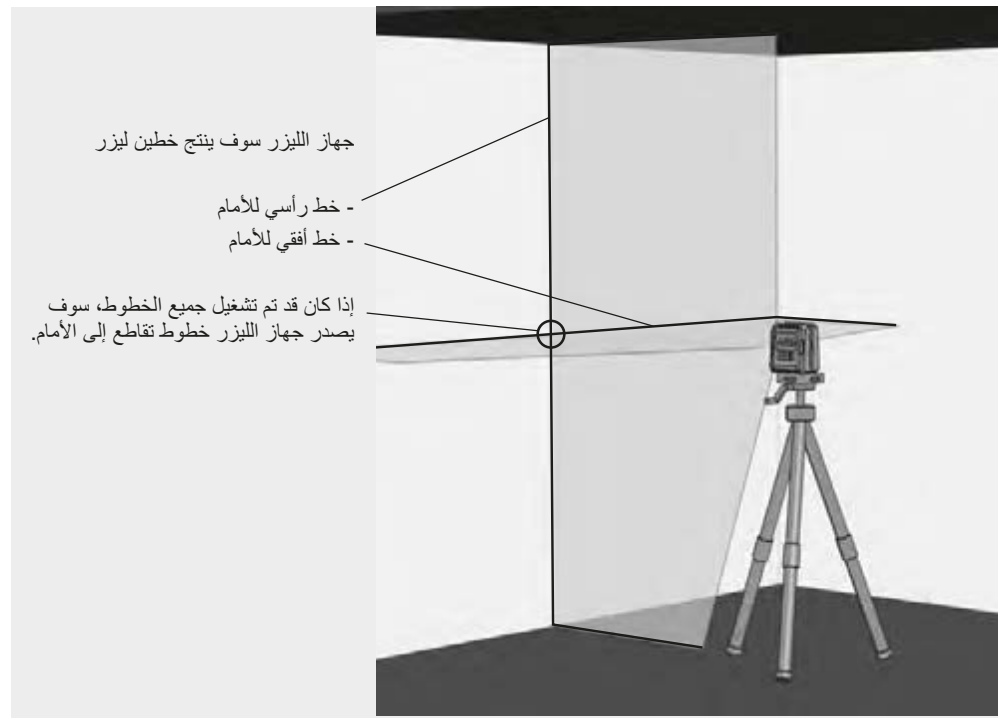 جهاز الليزر سوف ينتج خطين ليزر
- خط رأسي للأمام
- خط أفقي للأمام
إذا كان قد تم تشغيل جميع الخطوط، سوف
يصدر جهاز الليزر خطوط تقاطع إلى الأمام.